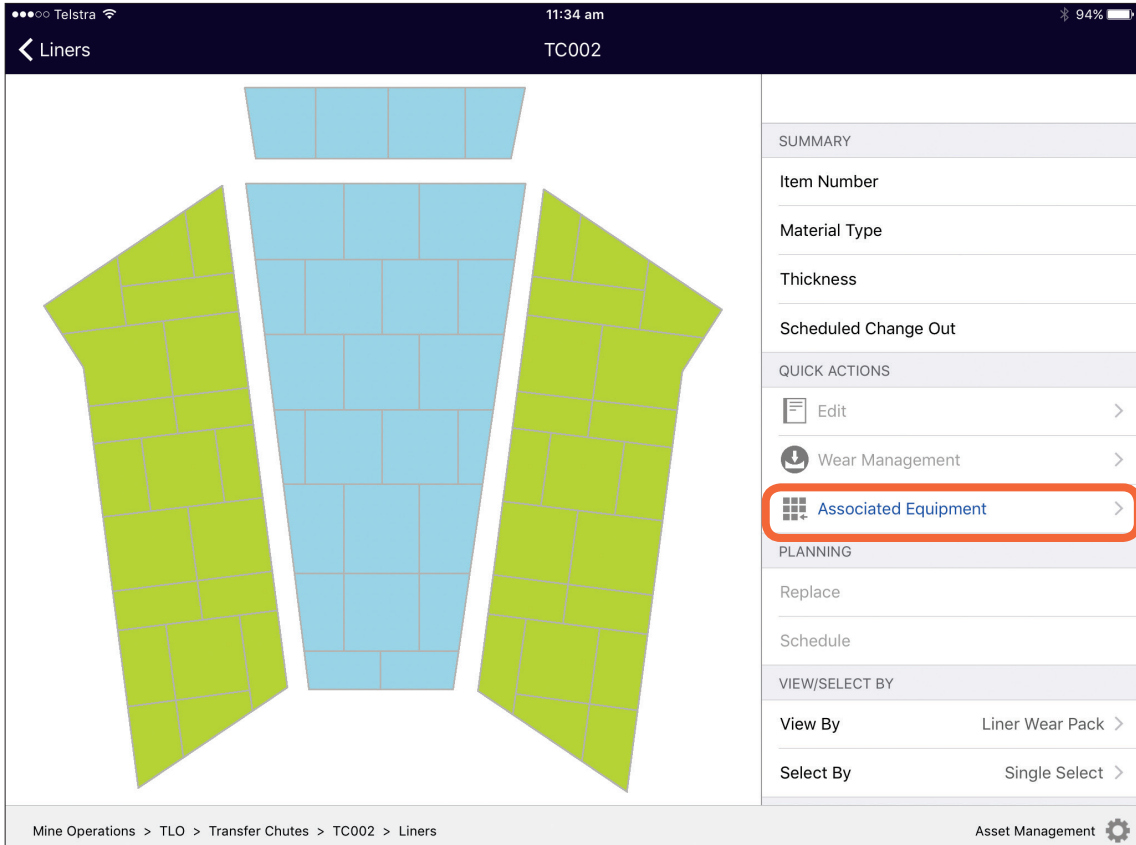 ●●●○○ Telstra 11:34 am 94%
Liners TC002
SUMMARY
Item Number
Material Type
Thickness
Scheduled Change Out
QUICK ACTIONS
Edit
Wear Management
Associated Equipment
PLANNING
Replace
Schedule
VIEW/SELECT BY
View By Liner Wear Pack >
Select By Single Select >
Mine Operations > TLO > Transfer Chutes > TC002 > Liners Asset Management